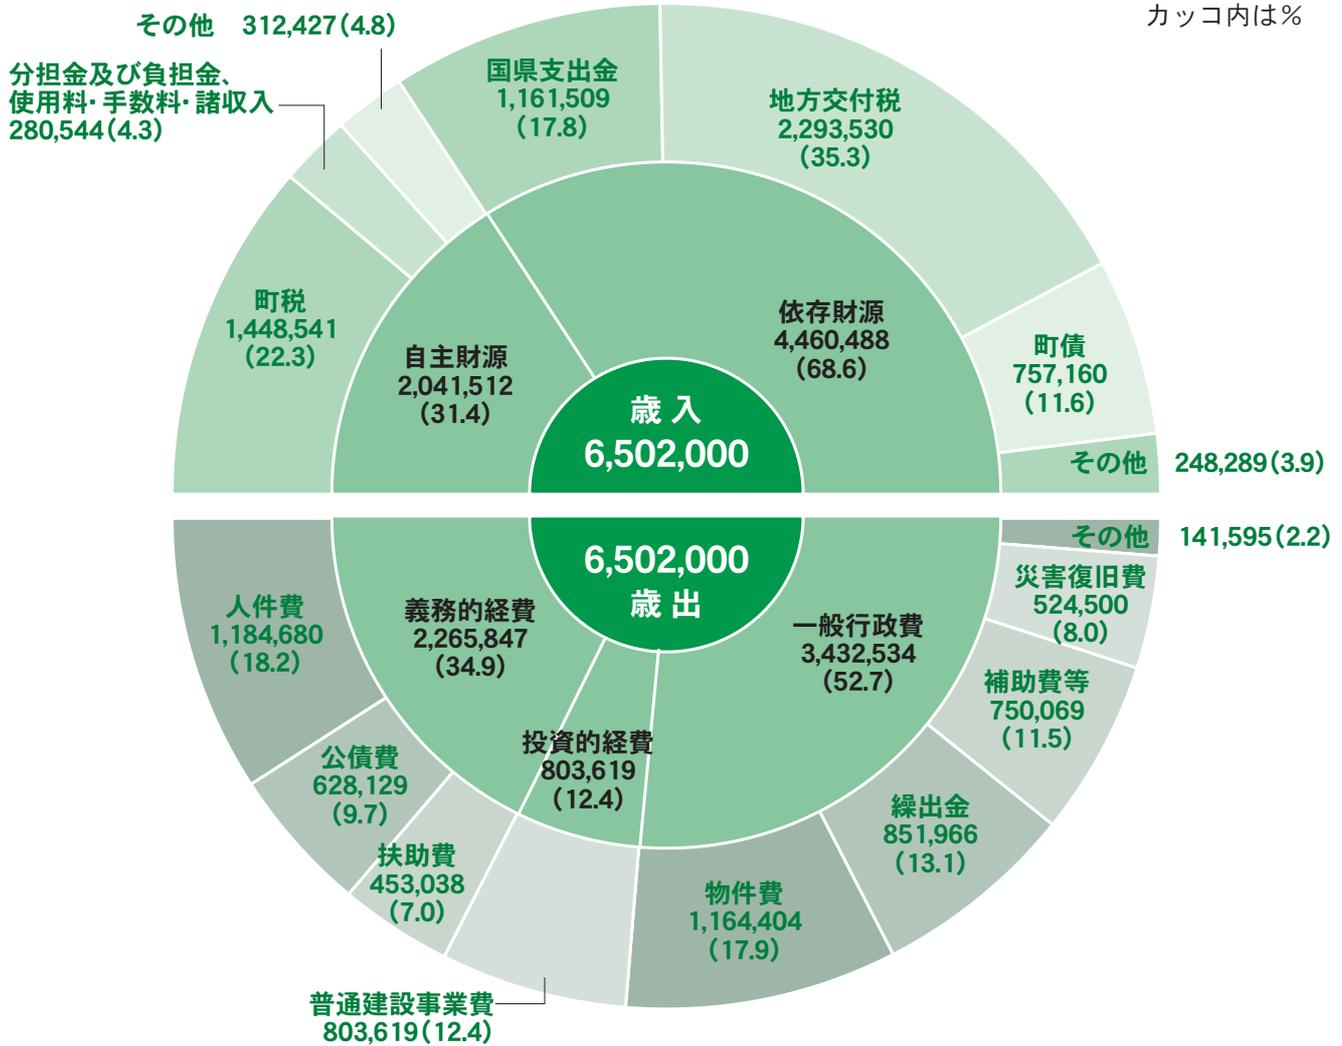 カッコ内は%
その他 312,427(4.8)
分担金及び負担金、
使用料・手数料・諸収入
280,544(4.3)
国県支出金
1,161,509
(17.8)
地方交付税
2,293,530
(35.3)
町税
1,448,541
(22.3)
自主財源
2,041,512
(31.4)
依存財源
4,460,488
(68.6)
町債
757,160
(11.6)
歳入
6,502,000
その他 248,289(3.9)
6,502,000
歳出
その他 141,595(2.2)
災害復旧費
524,500
(8.0)
人件費
1,184,680
(18.2)
義務的経費
2,265,847
(34.9)
一般行政費
3,432,534
(52.7)
補助費等
750,069
(11.5)
投資的経費
803,619
(12.4)
公債費
628,129
(9.7)
繰出金
851,966
(13.1)
扶助費
453,038
(7.0)
物件費
1,164,404
(17.9)
普通建設事業費
803,619(12.4)